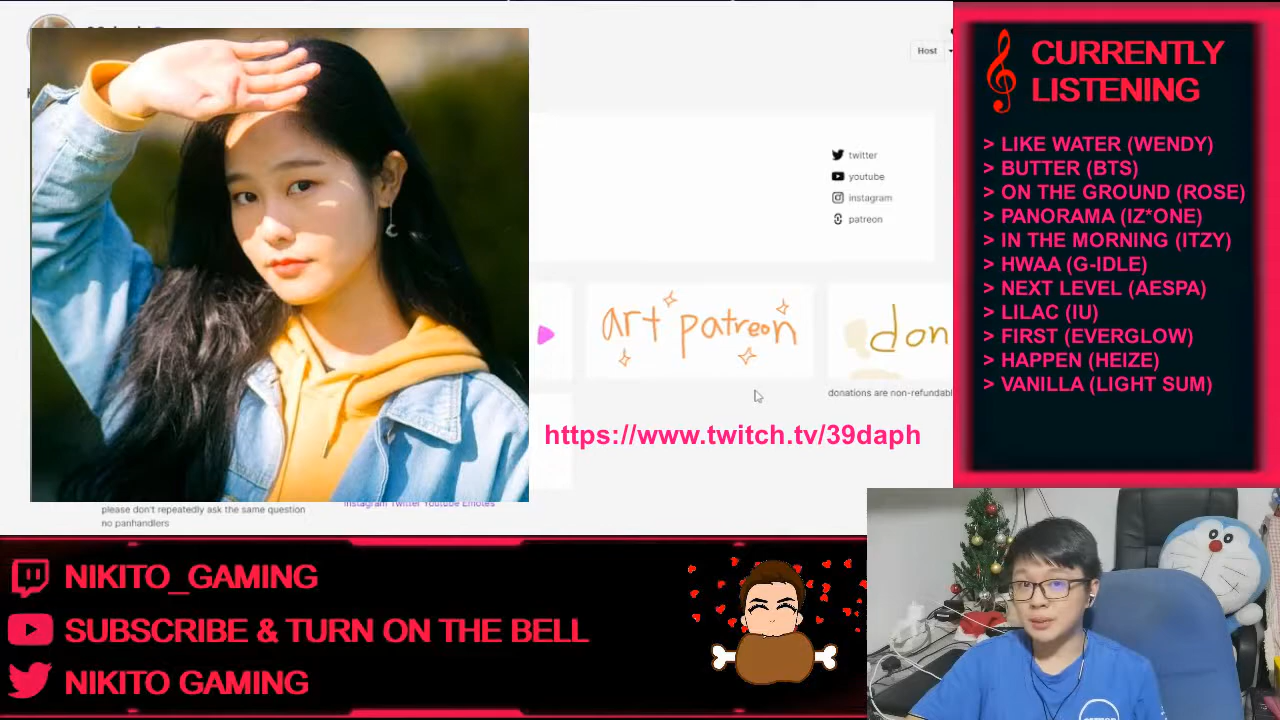 Host
twitter
youtube
instagram
patreon
art patreon
don
donations are non-refundabl
https://www.twitch.tv/39daph
please don't repeatedly ask the same question
no panhandlers
Instagram Twitter Youtube Emotes
CURRENTLY
LISTENING
> LIKE WATER (WENDY)
> BUTTER (BTS)
> ON THE GROUND (ROSE)
> PANORAMA (IZ*ONE)
> IN THE MORNING (ITZY)
> HWAA (G-IDLE)
> NEXT LEVEL (AESPA)
> LILAC (IU)
> FIRST (EVERGLOW)
> HAPPEN (HEIZE)
> VANILLA (LIGHT SUM)
NIKITO_GAMING
SUBSCRIBE & TURN ON THE BELL
NIKITO GAMING